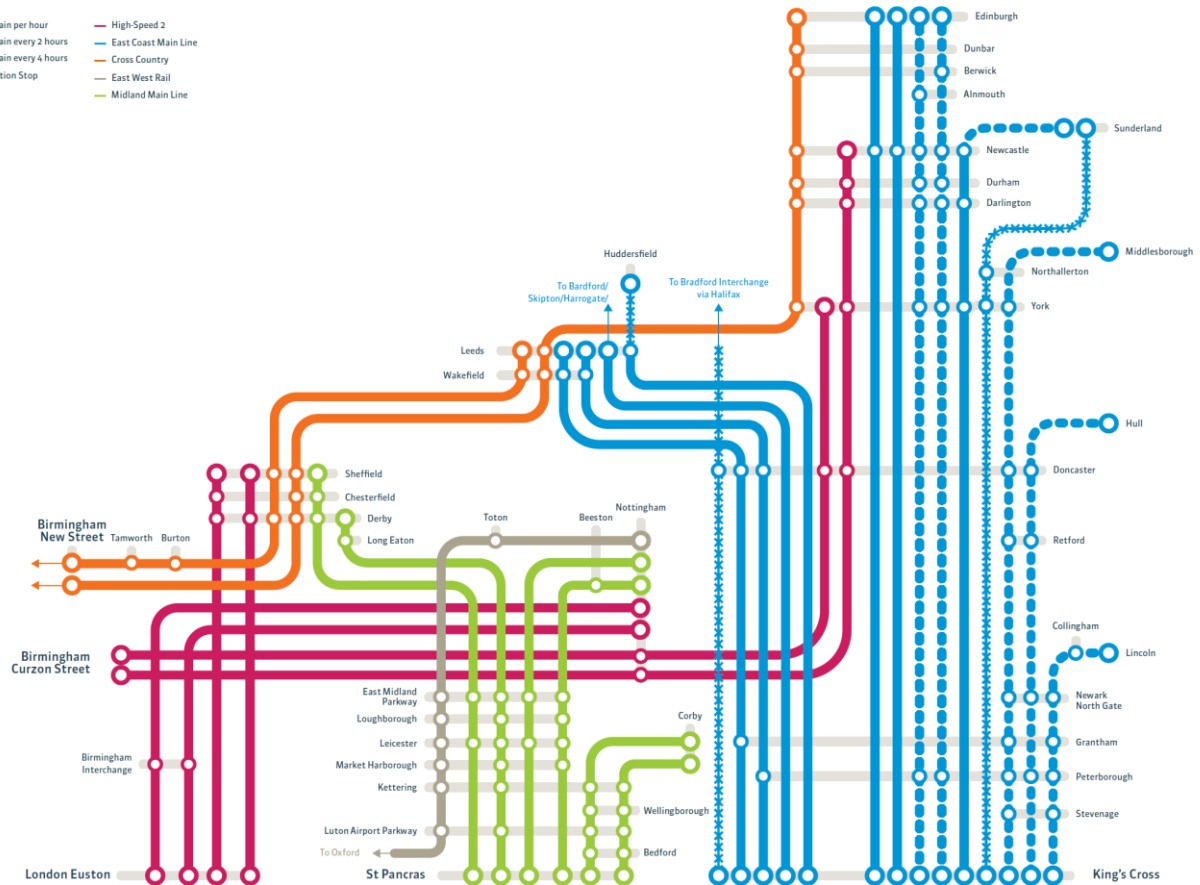 ain per hour
ain every 2 hours
ain every 4 hours
tion Stop
High-Speed 2
East Coast Main Line
Cross Country
East West Rail
Midland Main Line
Edinburgh
Dunbar
Berwick
Alnmouth
Sunderland
Newcastle
Durham
Darlington
Middlesborough
Huddersfield
Northallerton
To Bardford/
Skipton/Harrogate/
To Bradford Interchange
via Halifax
York
Leeds
Wakefield
Hull
Sheffield
Doncaster
Chesterfield
Derby
Birmingham
New Street
Tamworth
Burton
Long Eaton
Toton
Beeston
Nottingham
Retford
Collingham
Lincoln
Birmingham
Curzon Street
East Midland
Parkway
Newark
North Gate
Loughborough
Corby
Leicester
Grantham
Birmingham
Interchange
Market Harborough
Peterborough
Kettering
Wellingborough
Stevenage
Luton Airport Parkway
To Oxford
Bedford
London Euston
St Pancras
King's Cross